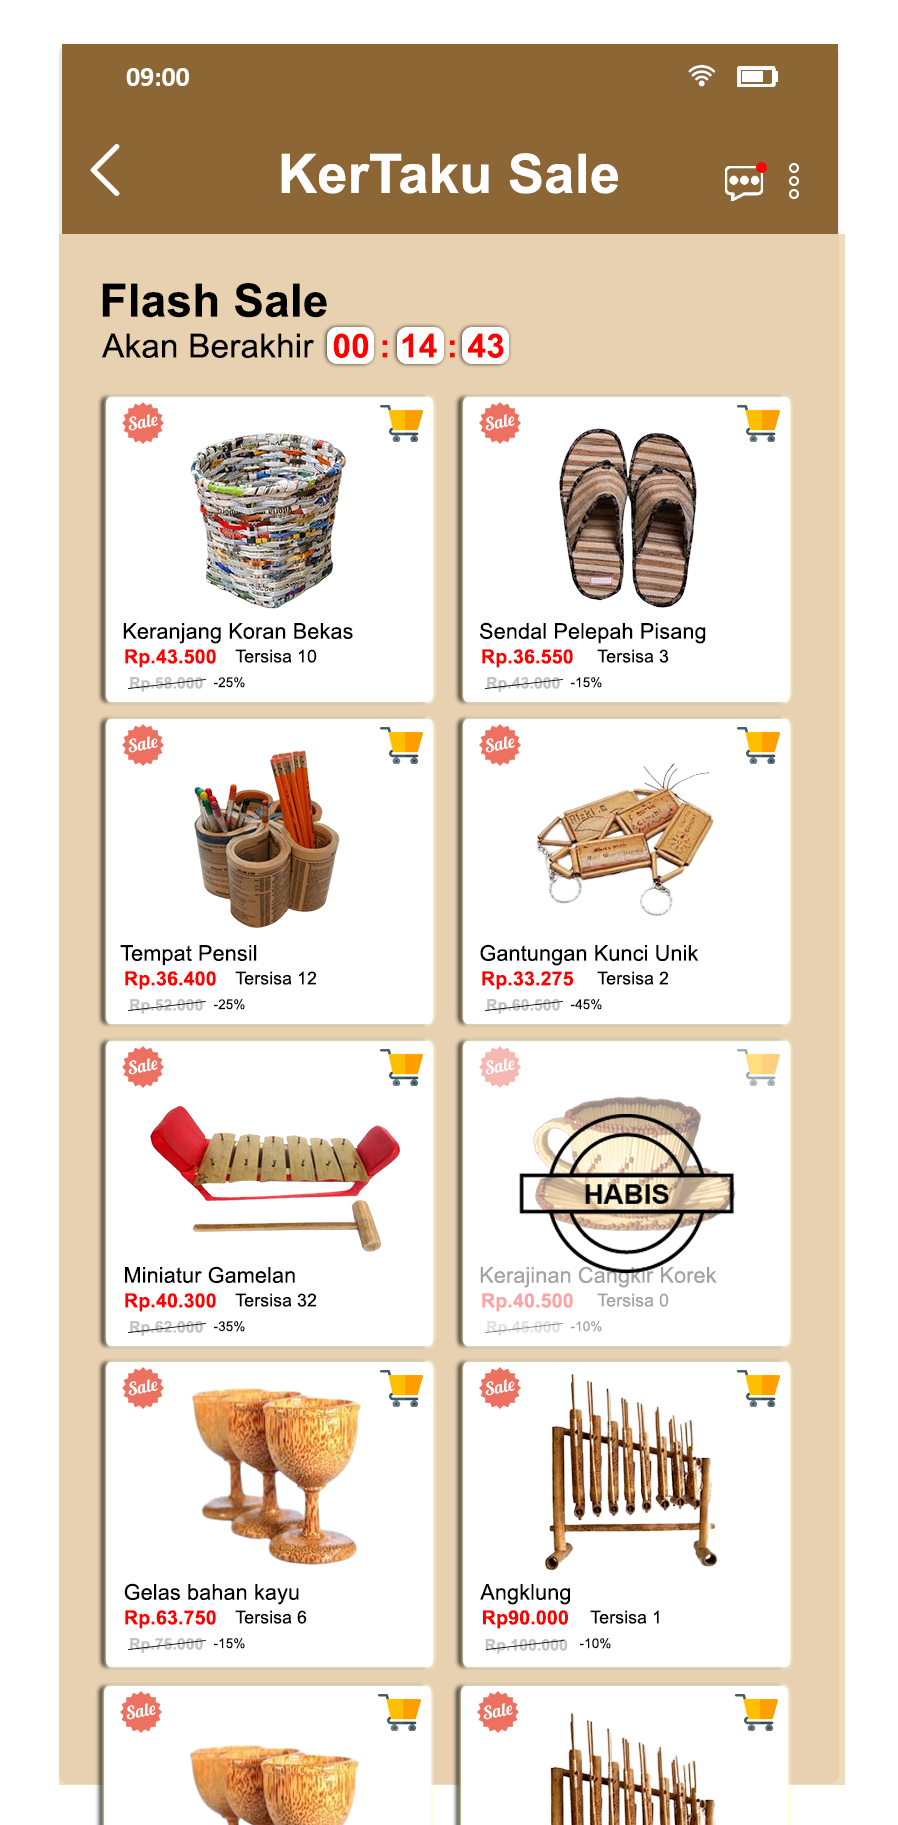 09:00
KerTaku Sale
Flash Sale
Akan Berakhir 00 : 14 : 43
Sale
Keranjang Koran Bekas
Rp.43.500 Tersisa 10
Rp.58.000 -25%
Sale
Sendal Pelepah Pisang
Rp.36.550 Tersisa 3
Rp.43.000 -15%
Sale
Tempat Pensil
Rp.36.400 Tersisa 12
Rp.52.000 -25%
Sale
Gantungan Kunci Unik
Rp.33.275 Tersisa 2
Rp.60.500 -45%
Sale
Miniatur Gamelan
Rp.40.300 Tersisa 32
Rp.62.000 -35%
Sale
HABIS
Kerajinan Cangkir Korek
Rp.40.500 Tersisa 0
Rp.45.000 -10%
Sale
Gelas bahan kayu
Rp.63.750 Tersisa 6
Rp.75.000 -15%
Sale
Angklung
Rp90.000 Tersisa 1
Rp.100.000 -10%
Sale
Sale